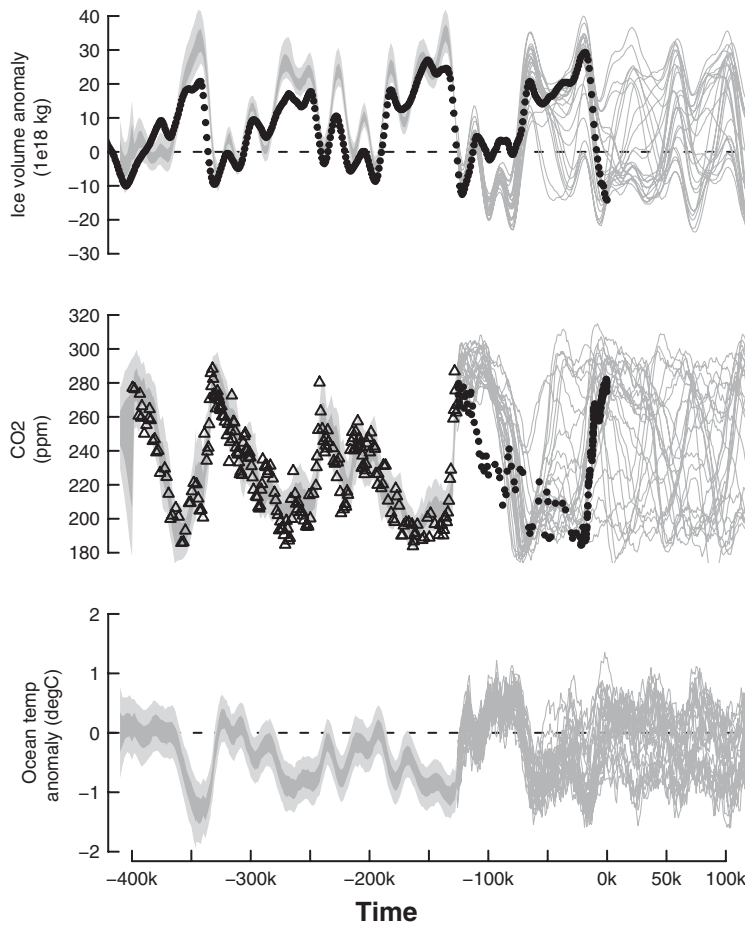 Ice volume anomaly
(1e18 kg)
40
30
20
10
0
−10
−20
−30
CO2
(ppm)
320
300
280
260
240
220
200
180
Ocean temp
anomaly (degC)
2
1
0
−1
−2
−400k −300k −200k −100k 0k 50k 100k
Time